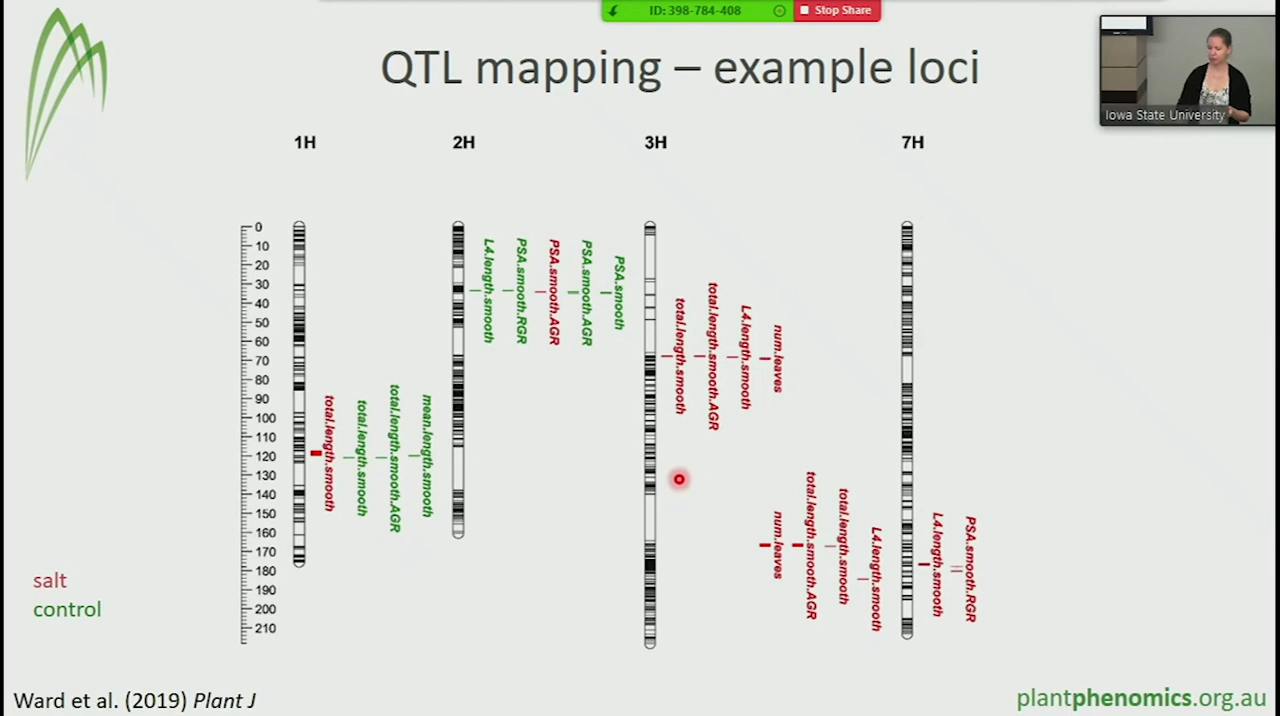 ID: 398-784-408
Stop Share
QTL mapping – example loci
Iowa State University
1H
2H
3H
7H
0
10
20
30
40
50
60
70
80
90
100
110
120
130
140
150
160
170
180
190
200
210
total.length.smooth
total.length.smooth
total.length.smooth.AGR
mean.length.smooth
L4.length.smooth
PSA.smooth.RGR
PSA.smooth.AGR
PSA.smooth.AGR
PSA.smooth
total.length.smooth
total.length.smooth.AGR
L4.length.smooth
num.leaves
num.leaves
total.length.smooth.AGR
total.length.smooth
L4.length.smooth
L4.length.smooth
PSA.smooth.RGR
salt
control
Ward et al. (2019) Plant J
plantphenomics.org.au